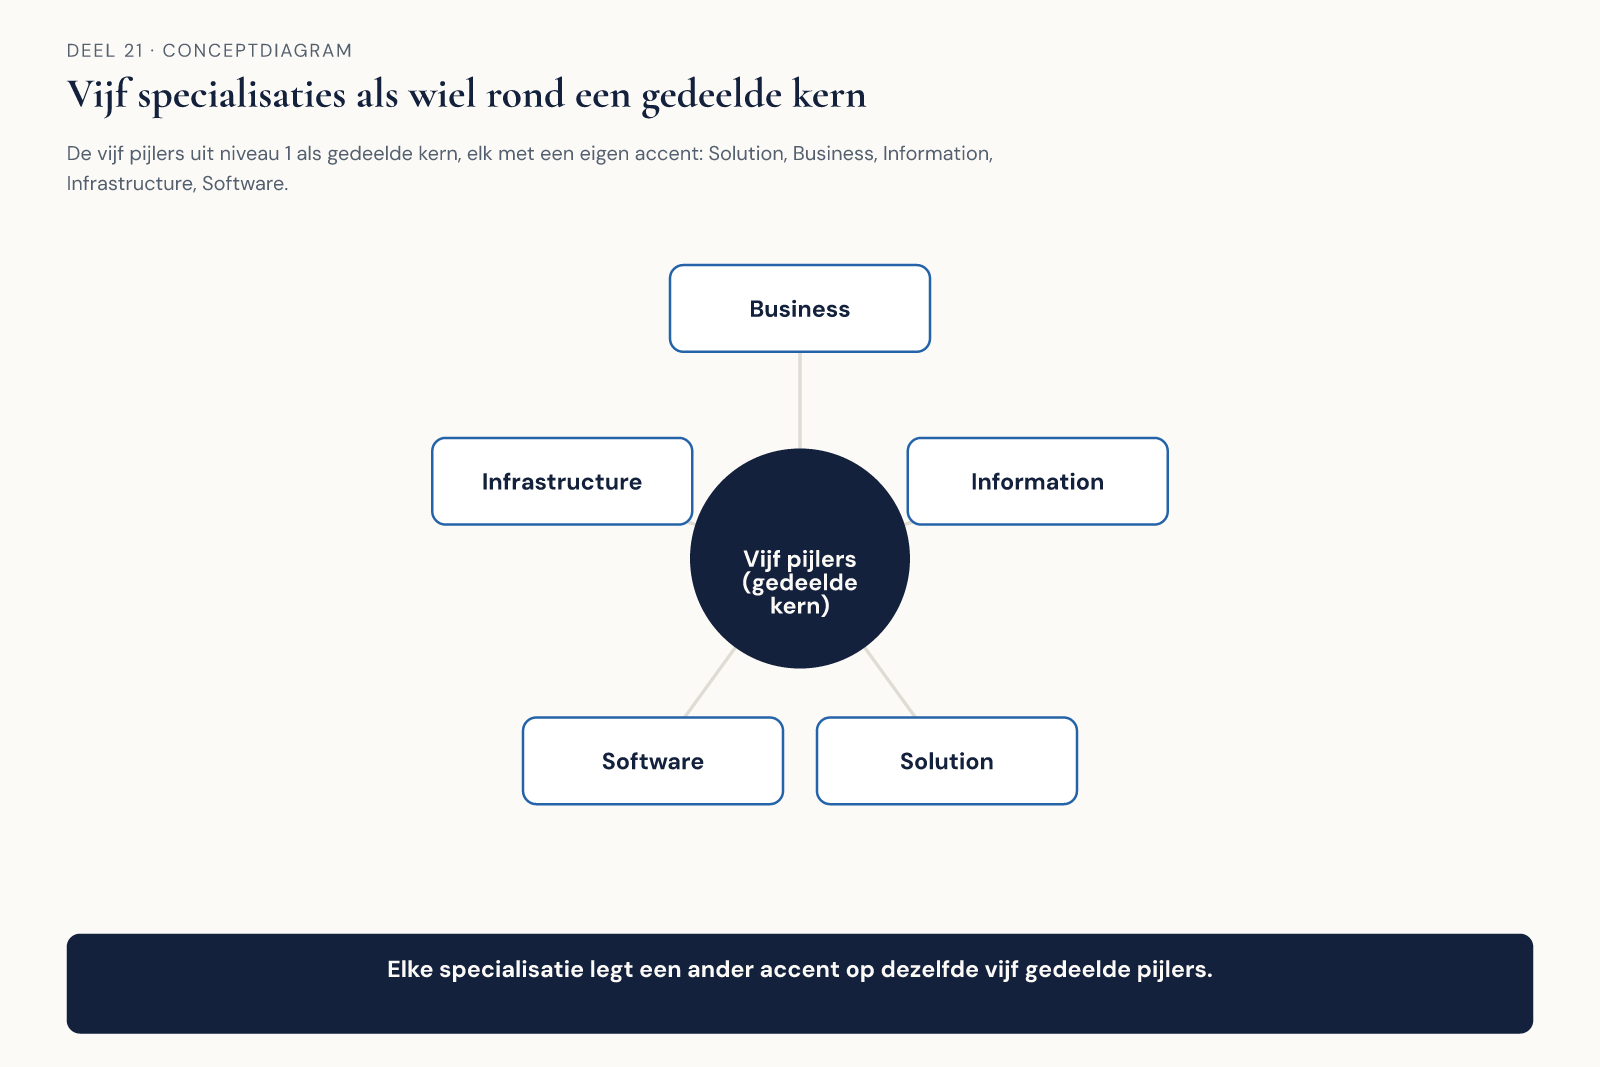 DEEL 21 · CONCEPTDIAGRAM
Vijf specialisaties als wiel rond een gedeelde kern
De vijf pijlers uit niveau 1 als gedeelde kern, elk met een eigen accent: Solution, Business, Information,
Infrastructure, Software.
Business
Infrastructure
Information
Vijf pijlers
(gedeelde
kern)
Software
Solution
Elke specialisatie legt een ander accent op dezelfde vijf gedeelde pijlers.